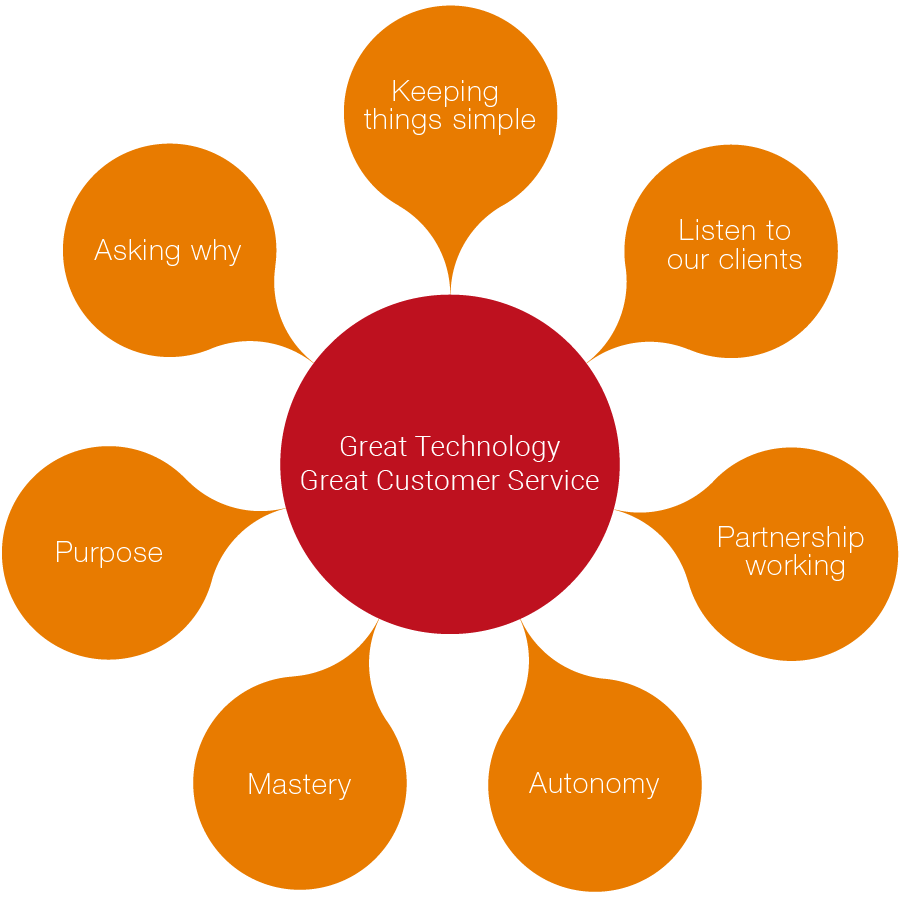 Keeping
things simple
Asking why
Listen to
our clients
Great Technology
Great Customer Service
Purpose
Partnership
working
Mastery
Autonomy